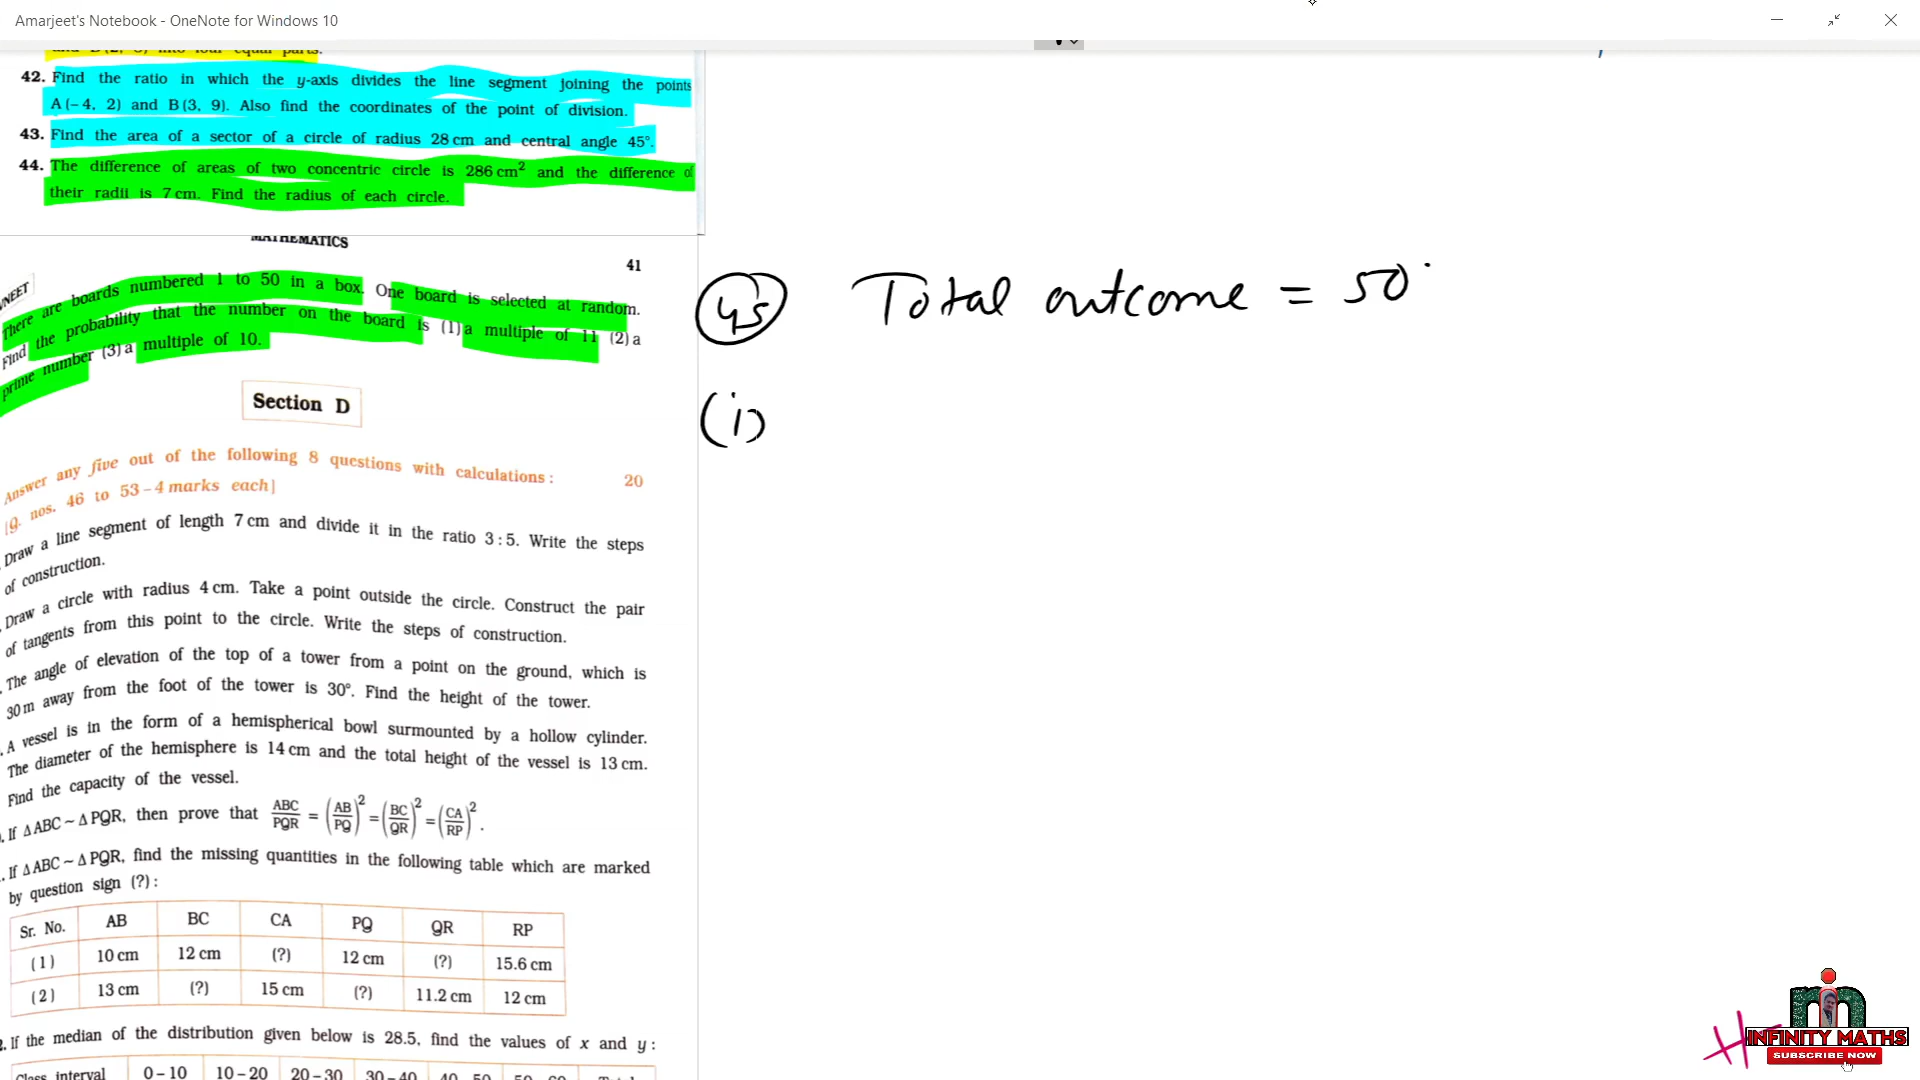 Amarjeet's Notebook - OneNote for Windows 10
and B(2, 8) into four equal parts.
42. Find the ratio in which the y-axis divides the line segment joining the points
A(– 4, 2) and B(3, 9). Also find the coordinates of the point of division.
43. Find the area of a sector of a circle of radius 28 cm and central angle 45°.
44. The difference of areas of two concentric circle is 286 cm² and the difference of
their radii is 7 cm. Find the radius of each circle.
MATHEMATICS
41
There are boards numbered 1 to 50 in a box. One board is selected at random.
Find the probability that the number on the board is (1) a multiple of 11 (2) a
prime number (3) a multiple of 10.
Section D
Answer any five out of the following 8 questions with calculations : 20
[Q. nos. 46 to 53 – 4 marks each]
Draw a line segment of length 7 cm and divide it in the ratio 3 : 5. Write the steps
of construction.
Draw a circle with radius 4 cm. Take a point outside the circle. Construct the pair
of tangents from this point to the circle. Write the steps of construction.
The angle of elevation of the top of a tower from a point on the ground, which is
30 m away from the foot of the tower is 30°. Find the height of the tower.
A vessel is in the form of a hemispherical bowl surmounted by a hollow cylinder.
The diameter of the hemisphere is 14 cm and the total height of the vessel is 13 cm.
Find the capacity of the vessel.
If Δ ABC ~ Δ PQR, then prove that ABC/PQR = (AB/PQ)² = (BC/QR)² = (CA/RP)².
If Δ ABC ~ Δ PQR, find the missing quantities in the following table which are marked
by question sign (?) :
Sr. No. AB BC CA PQ QR RP
(1) 10 cm 12 cm (?) 12 cm (?) 15.6 cm
(2) 13 cm (?) 15 cm (?) 11.2 cm 12 cm
If the median of the distribution given below is 28.5, find the values of x and y :
Class interval 0 – 10 10 – 20 20 – 30 30 – 40 40 – 50 50 – 60 Total
45 Total outcome = 50
(i)
INFINITY MATHS
SUBSCRIBE NOW